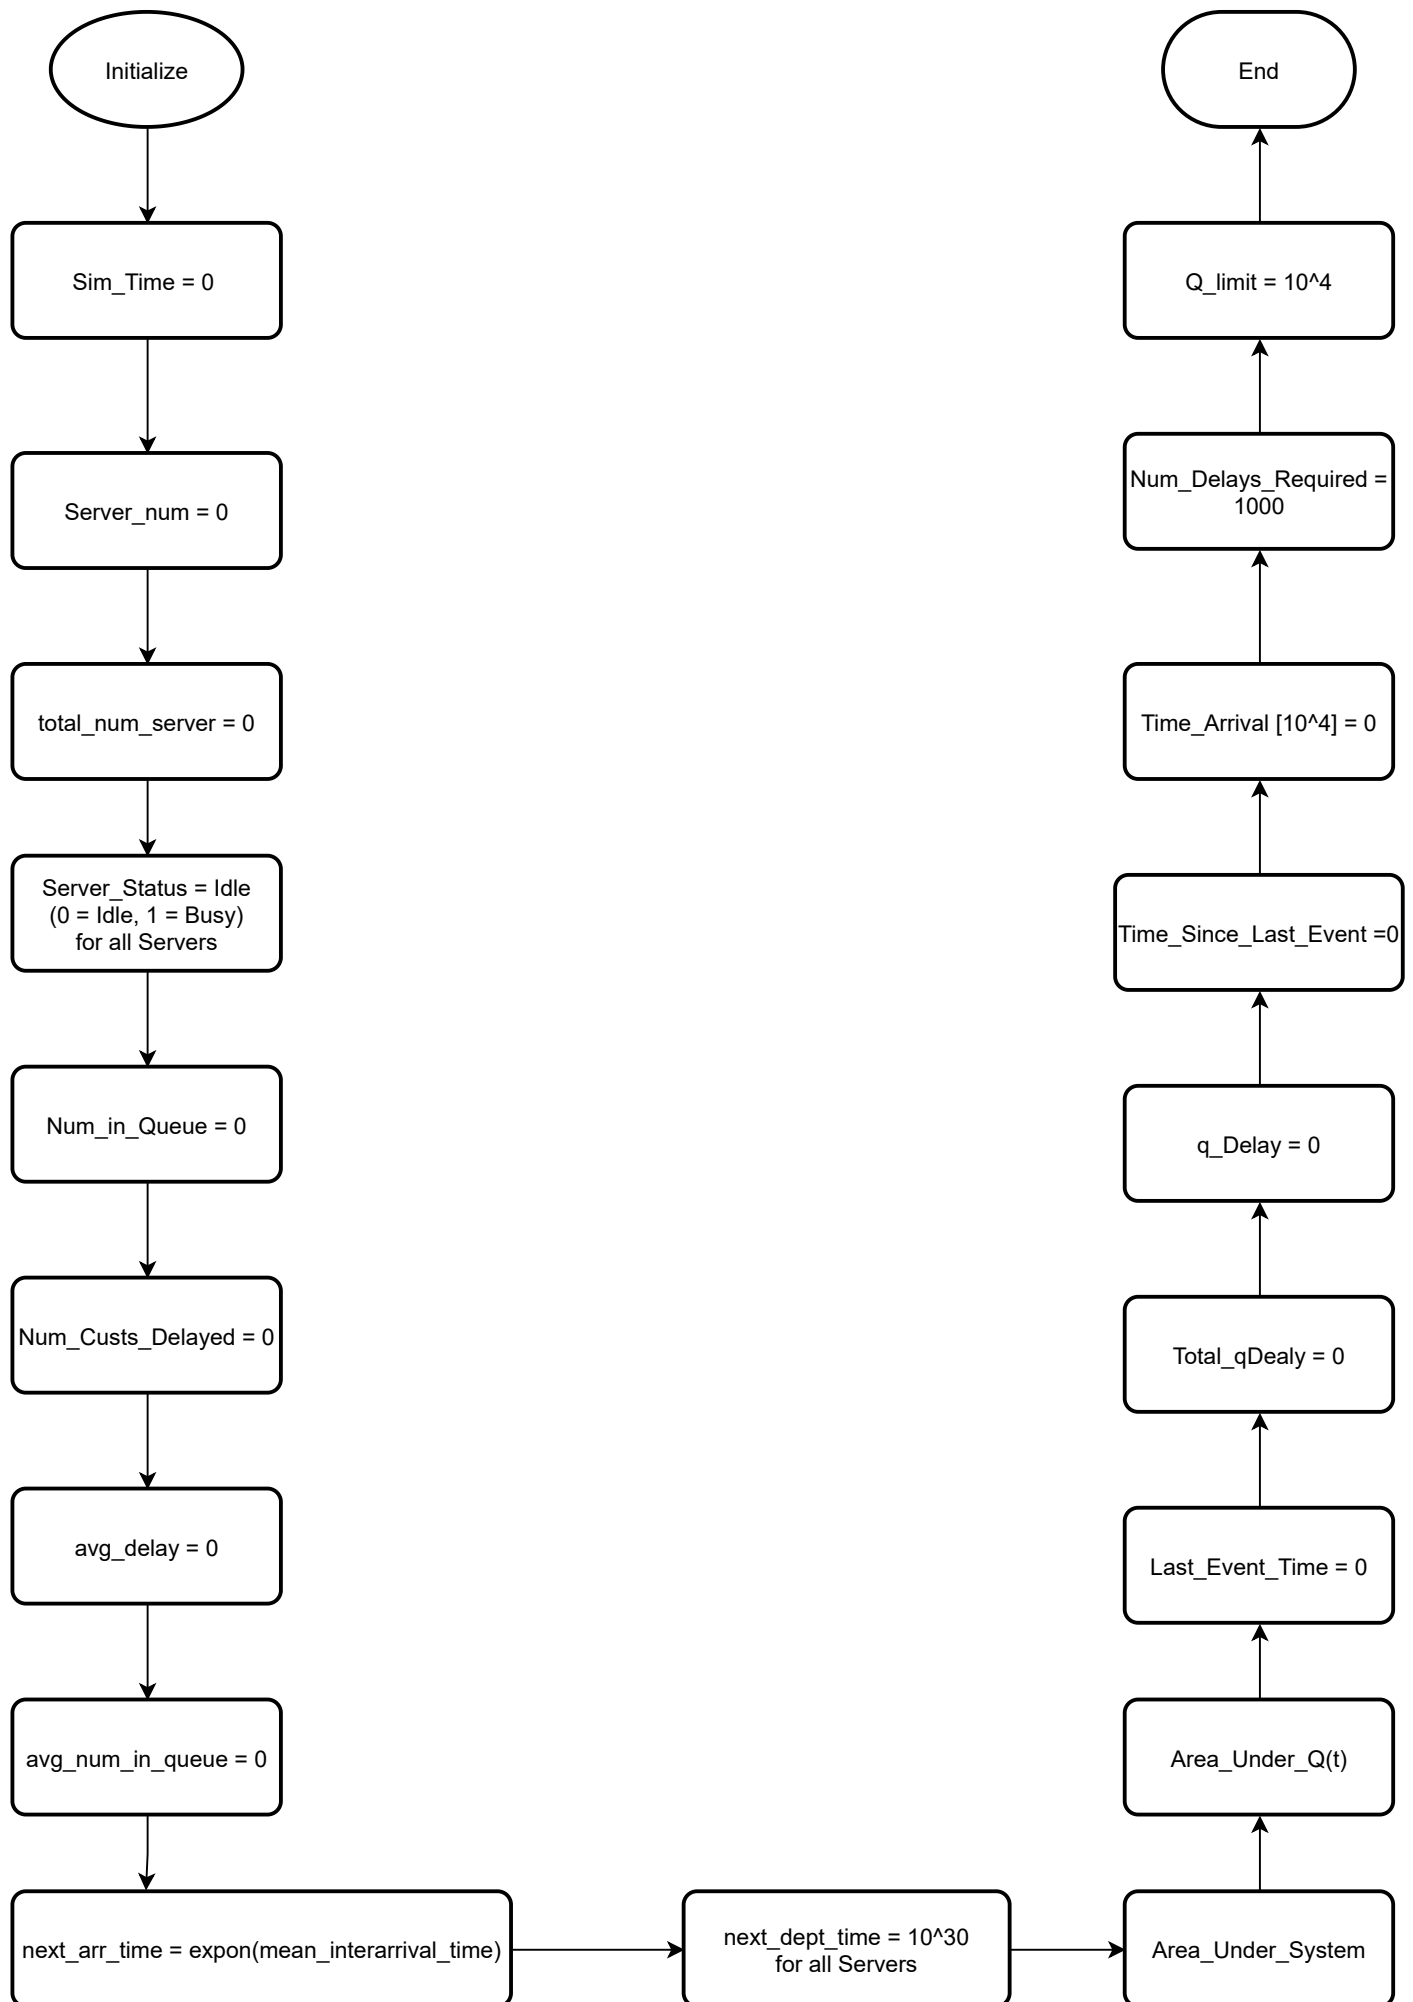 Initialize
Sim_Time = 0
Server_num = 0
total_num_server = 0
Server_Status = Idle
(0 = Idle, 1 = Busy)
for all Servers
Num_in_Queue = 0
Num_Custs_Delayed = 0
avg_delay = 0
avg_num_in_queue = 0
next_arr_time = expon(mean_interarrival_time)
next_dept_time = 10^30
for all Servers
Area_Under_System
Area_Under_Q(t)
Last_Event_Time = 0
Total_qDealy = 0
q_Delay = 0
Time_Since_Last_Event =0
Time_Arrival [10^4] = 0
Num_Delays_Required =
1000
Q_limit = 10^4
End